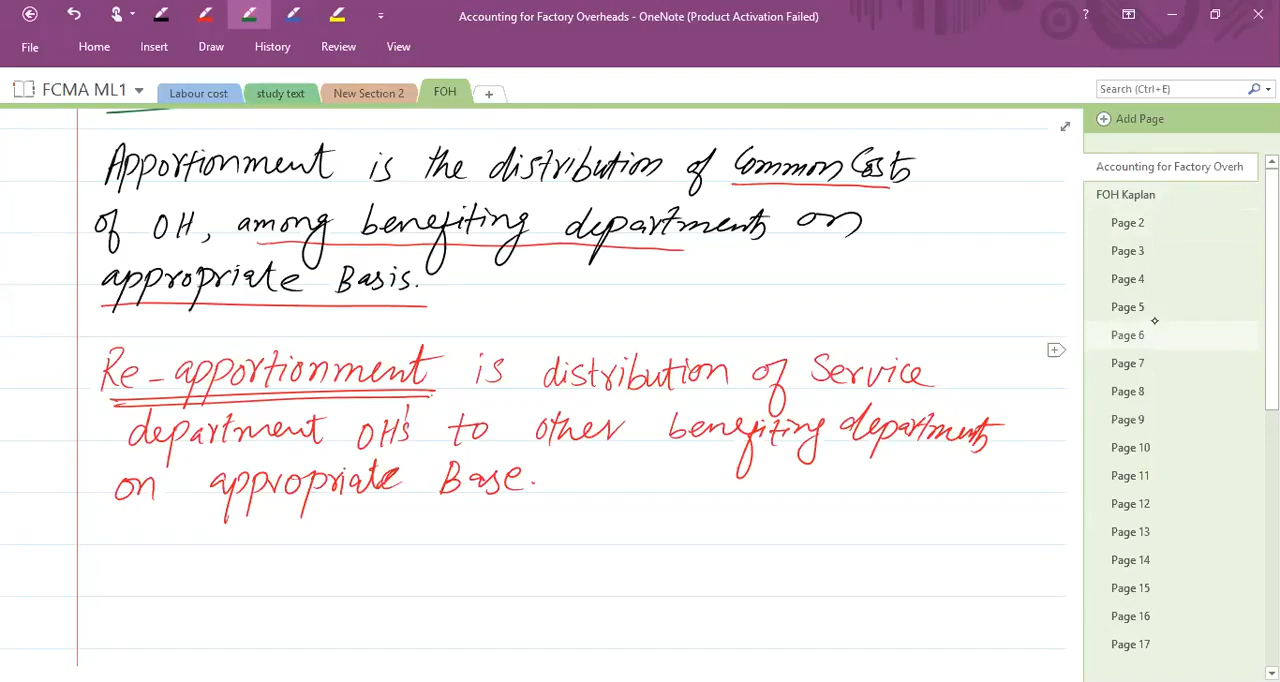 Accounting for Factory Overheads - OneNote (Product Activation Failed)
?
File Home Insert Draw History Review View
FCMA ML1 Labour cost study text New Section 2 FOH
Search (Ctrl+E)
Add Page
Accounting for Factory Overh
FOH Kaplan
Page 2
Page 3
Page 4
Page 5
Page 6
Page 7
Page 8
Page 9
Page 10
Page 11
Page 12
Page 13
Page 14
Page 15
Page 16
Page 17
Apportionment is the distribution of Common Costs
of OH, among benefiting departments on
appropriate Basis.
Re-apportionment is distribution of Service
department OH's to other benefiting departments
on appropriate Base.